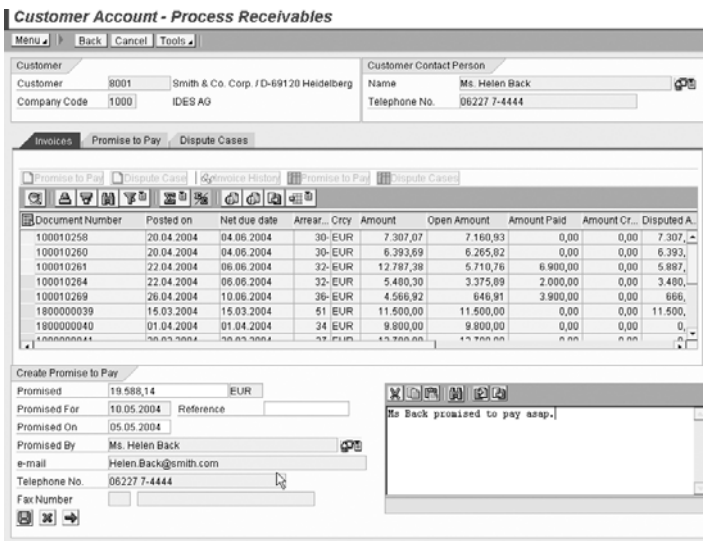 Customer Account - Process Receivables
Menu Back Cancel Tools
Customer
Customer 8001 Smith & Co. Corp. / D-69120 Heidelberg
Company Code 1000 IDES AG
Customer Contact Person
Name Ms. Helen Back
Telephone No. 06227 7-4444
Invoices Promise to Pay Dispute Cases
Promise to Pay Dispute Case Invoice History Promise to Pay Dispute Cases
Document Number Posted on Net due date Arrear... Crcy Amount Open Amount Amount Paid Amount Cr... Disputed A..
100010258 20.04.2004 04.06.2004 30- EUR 7.307,07 7.160,93 0,00 0,00 7.307,
100010260 20.04.2004 04.06.2004 30- EUR 6.393,69 6.265,82 0,00 0,00 6.393,
100010261 22.04.2004 06.06.2004 32- EUR 12.787,38 5.710,76 6.900,00 0,00 5.887,
100010264 22.04.2004 06.06.2004 32- EUR 5.480,30 3.375,89 2.000,00 0,00 3.480,
100010269 26.04.2004 10.06.2004 36- EUR 4.566,92 646,91 3.900,00 0,00 666,
1800000039 15.03.2004 15.03.2004 51 EUR 11.500,00 11.500,00 0,00 0,00 11.500,
1800000040 01.04.2004 01.04.2004 34 EUR 9.800,00 9.800,00 0,00 0,00 0,
Create Promise to Pay
Promised 19.588,14 EUR
Promised For 10.05.2004 Reference
Promised On 05.05.2004
Promised By Ms. Helen Back
e-mail Helen.Back@smith.com
Telephone No. 06227 7-4444
Fax Number
Ms Back promised to pay asap.